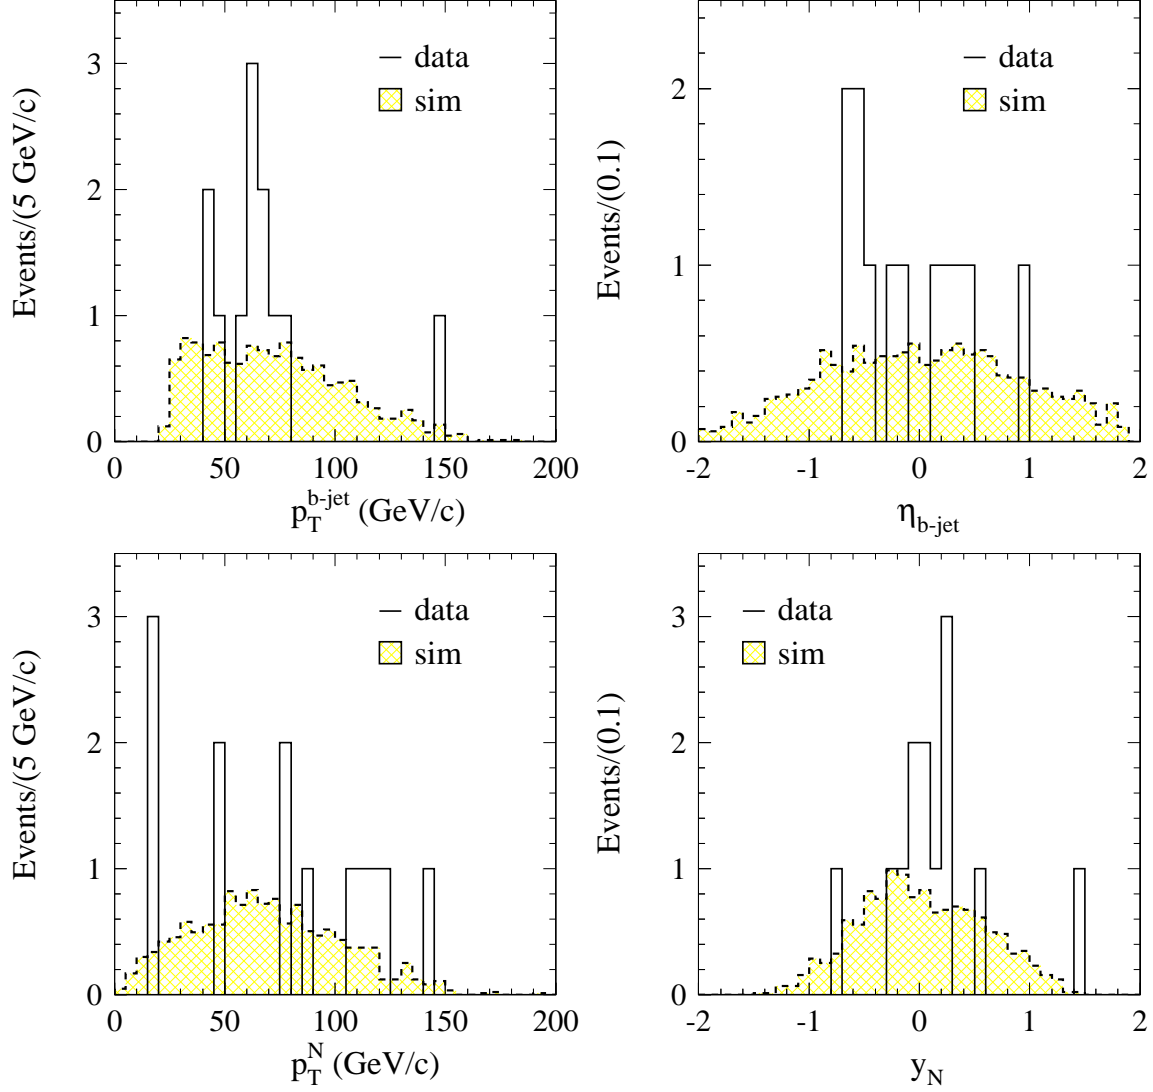 Events/(5 GeV/c)
3
2
1
0
data
sim
0 50 100 150 200
p_T^b-jet (GeV/c)
Events/(0.1)
2
1
0
data
sim
-2 -1 0 1 2
η_b-jet
Events/(5 GeV/c)
3
2
1
0
data
sim
0 50 100 150 200
p_T^N (GeV/c)
Events/(0.1)
3
2
1
0
data
sim
-2 -1 0 1 2
y_N